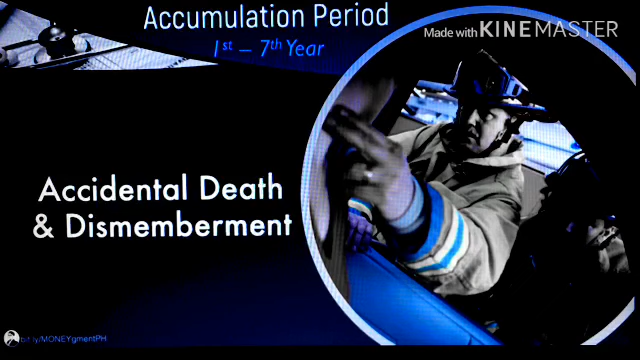 Accumulation Period
1st – 7th Year
Made with KINEMASTER
Accidental Death
& Dismemberment
bit.ly/MONEYgmentPH